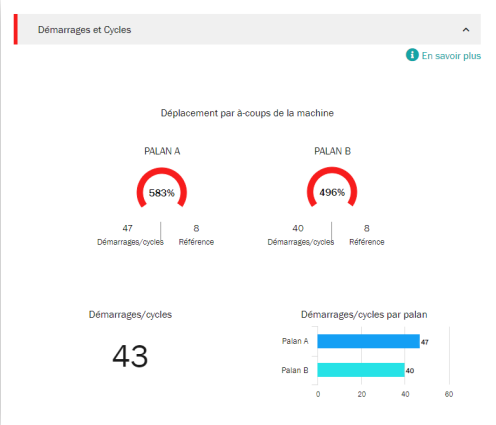 Démarrages et Cycles
En savoir plus
Déplacement par à-coups de la machine
PALAN A
583%
47
Démarrages/cycles
8
Référence
PALAN B
496%
40
Démarrages/cycles
8
Référence
Démarrages/cycles
43
Démarrages/cycles par palan
Palan A
47
Palan B
40
0 20 40 60